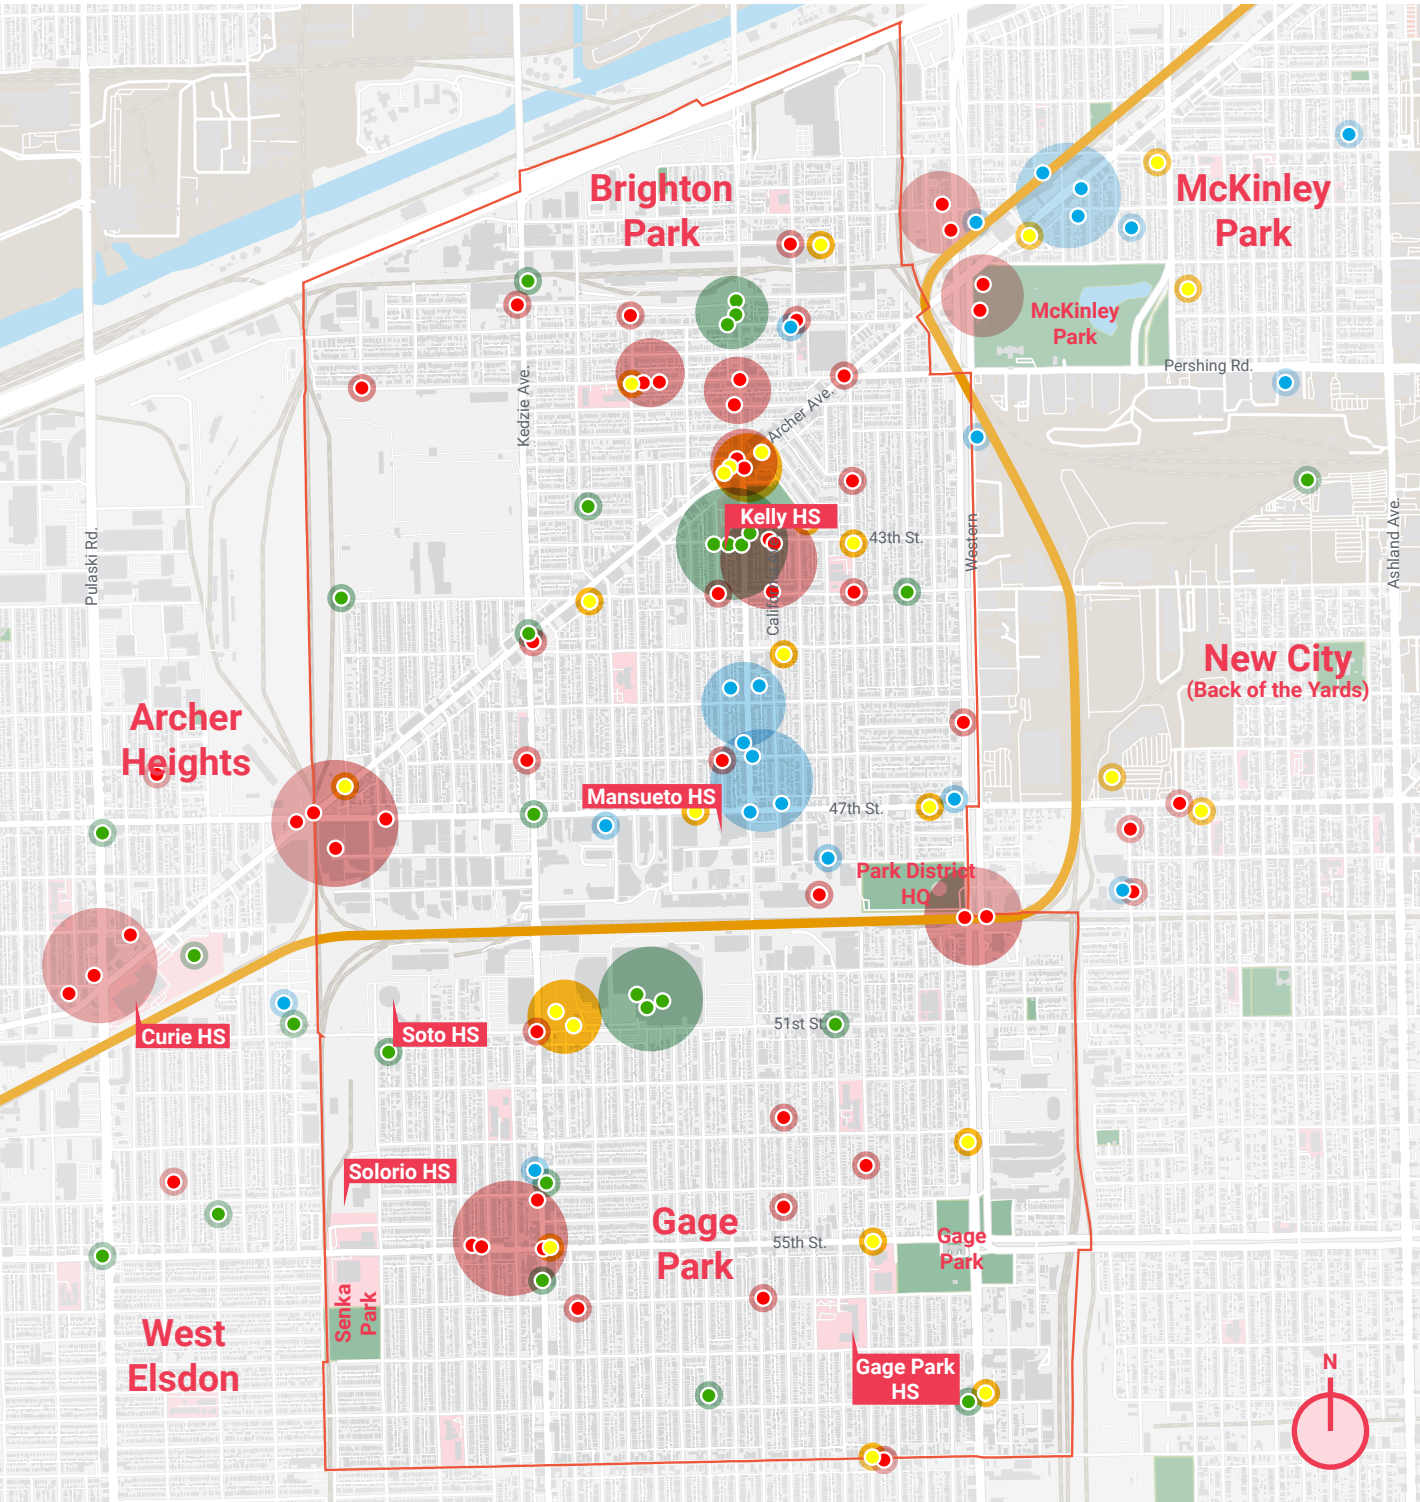 Brighton
Park
McKinley
Park
McKinley
Park
Pershing Rd.
Kedzie Ave.
Archer Ave.
Kelly HS
43th St.
Western
Ashland Ave.
Pulaski Rd.
California
New City
(Back of the Yards)
Archer
Heights
Mansueto HS
47th St.
Park District
HQ
Curie HS
Soto HS
51st St.
Solorio HS
Gage
Park
55th St.
Gage
Park
Senka
Park
West
Elsdon
Gage Park
HS
N